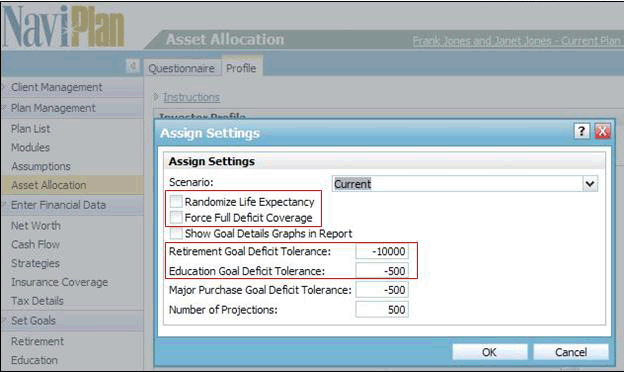 NaviPlan
Asset Allocation
Frank Jones and Janet Jones - Current Plan
Questionnaire
Profile
Instructions
Investor Profile
Client Management
Plan Management
Plan List
Modules
Assumptions
Asset Allocation
Enter Financial Data
Net Worth
Cash Flow
Strategies
Insurance Coverage
Tax Details
Set Goals
Retirement
Education
Assign Settings
?
X
Assign Settings
Scenario: Current
Randomize Life Expectancy
Force Full Deficit Coverage
Show Goal Details Graphs in Report
Retirement Goal Deficit Tolerance: -10000
Education Goal Deficit Tolerance: -500
Major Purchase Goal Deficit Tolerance: -500
Number of Projections: 500
OK
Cancel